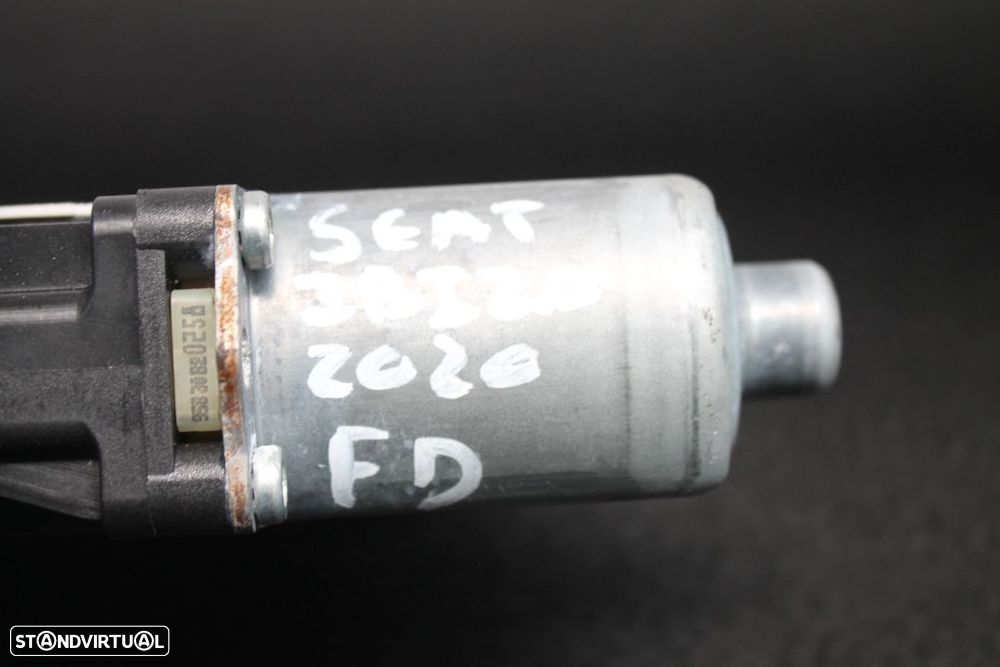 SEAT
IBIZA
2020
FD
STANDVIRTUAL